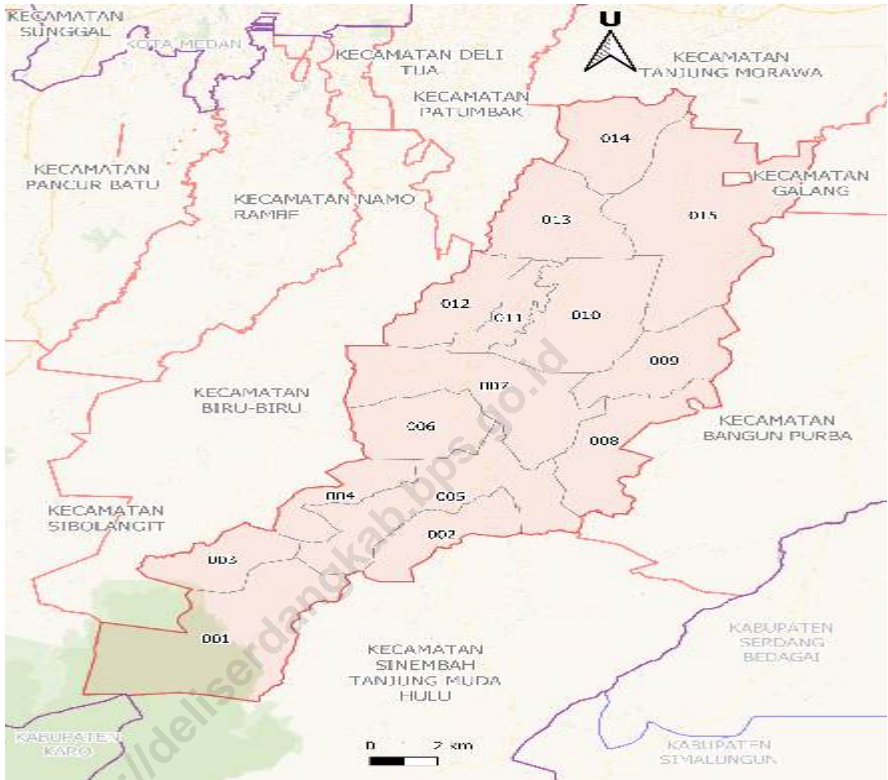 KECAMATAN
SUNGGAL
KOTA MEDAN
KECAMATAN DELI
TUA
U
KECAMATAN
TANJUNG MORAWA
KECAMATAN
PATUMBAK
014
KECAMATAN
PANCUR BATU
KECAMATAN
GALANG
KECAMATAN NAMO
RAMBE
013
015
012
011
010
009
007
KECAMATAN
BIRU-BIRU
006
008
KECAMATAN
BANGUN PURBA
004
005
KECAMATAN
SIBOLANGIT
002
003
001
KABUPATEN
SERDANG
BEDAGAI
KECAMATAN
SINEMBAH
TANJUNG MUDA
HULU
KABUPATEN
KARO
0 2 km
KABUPATEN
SIMALUNGUN
//deliserdangkab.bps.go.id